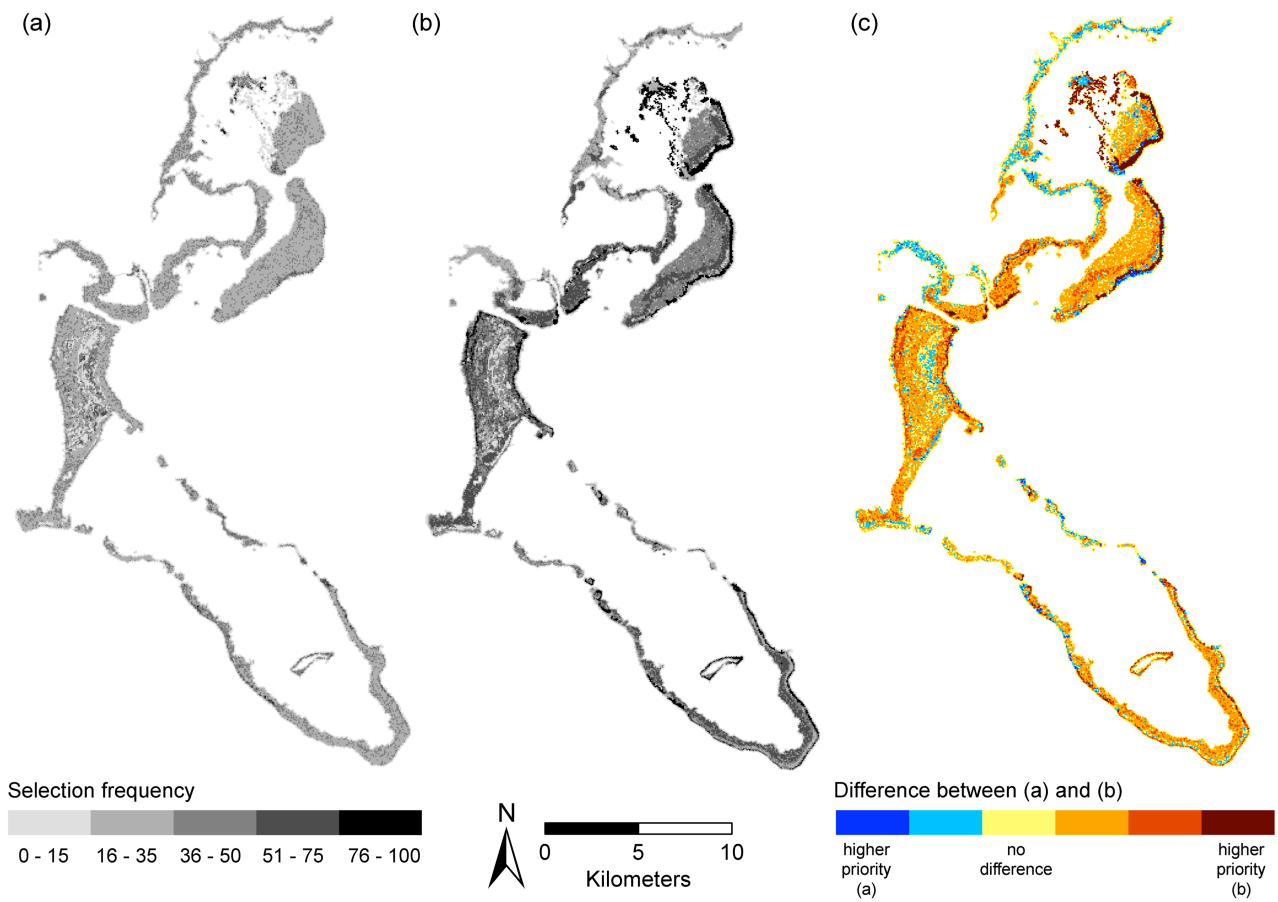 (a)
(b)
(c)
Selection frequency
0 - 15 16 - 35 36 - 50 51 - 75 76 - 100
N
0 5 10
Kilometers
Difference between (a) and (b)
higher priority (a)
no difference
higher priority (b)